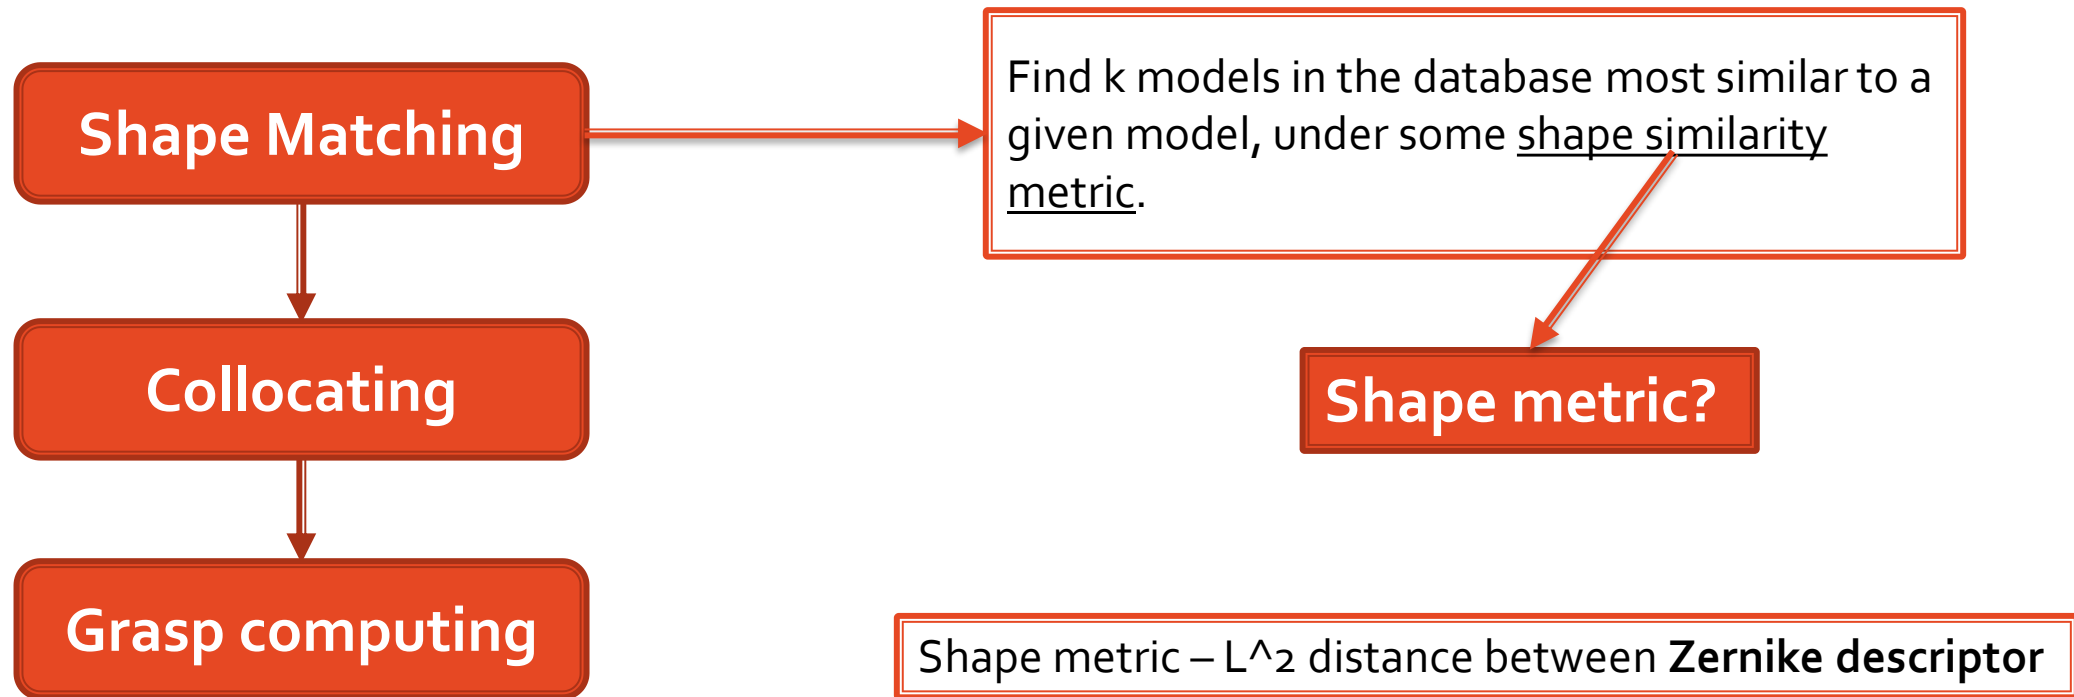 Shape Matching
Find k models in the database most similar to a
given model, under some shape similarity
metric.
Collocating
Shape metric?
Grasp computing
Shape metric – L^2 distance between Zernike descriptor